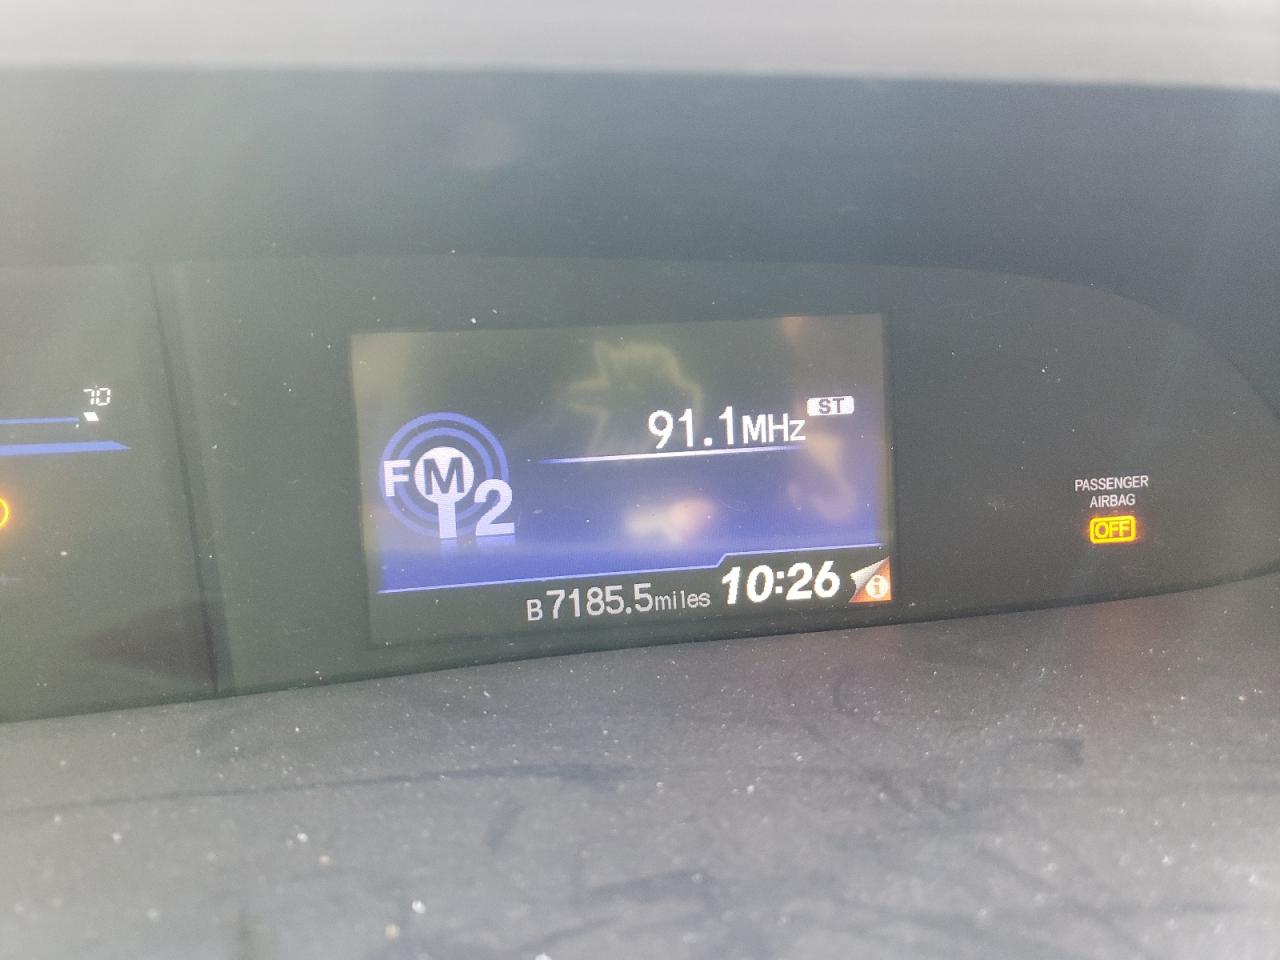 70
91.1MHz ST
FM2
B7185.5miles 10:26 i
PASSENGER
AIRBAG
OFF